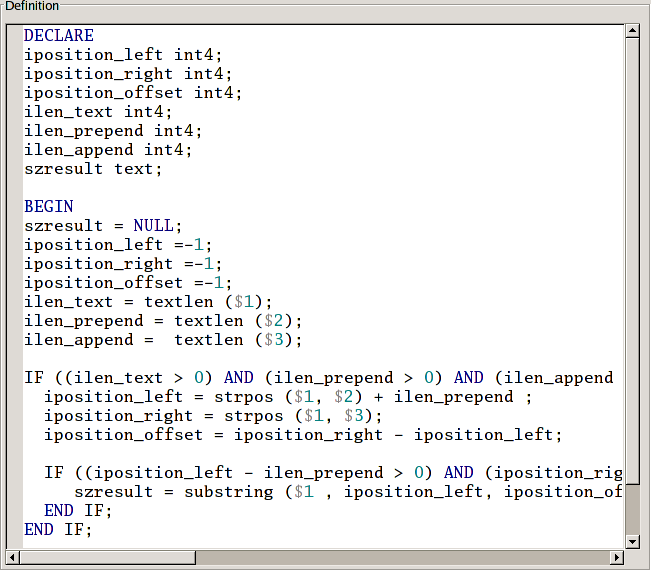 Definition
DECLARE
iposition_left int4;
iposition_right int4;
iposition_offset int4;
ilen_text int4;
ilen_prepend int4;
ilen_append int4;
szresult text;
BEGIN
szresult = NULL;
iposition_left =-1;
iposition_right =-1;
iposition_offset =-1;
ilen_text = textlen ($1);
ilen_prepend = textlen ($2);
ilen_append =  textlen ($3);
IF ((ilen_text > 0) AND (ilen_prepend > 0) AND (ilen_append
  iposition_left = strpos ($1, $2) + ilen_prepend ;
  iposition_right = strpos ($1, $3);
  iposition_offset = iposition_right - iposition_left;
  IF ((iposition_left - ilen_prepend > 0) AND (iposition_rig
     szresult = substring ($1 , iposition_left, iposition_of
  END IF;
END IF;